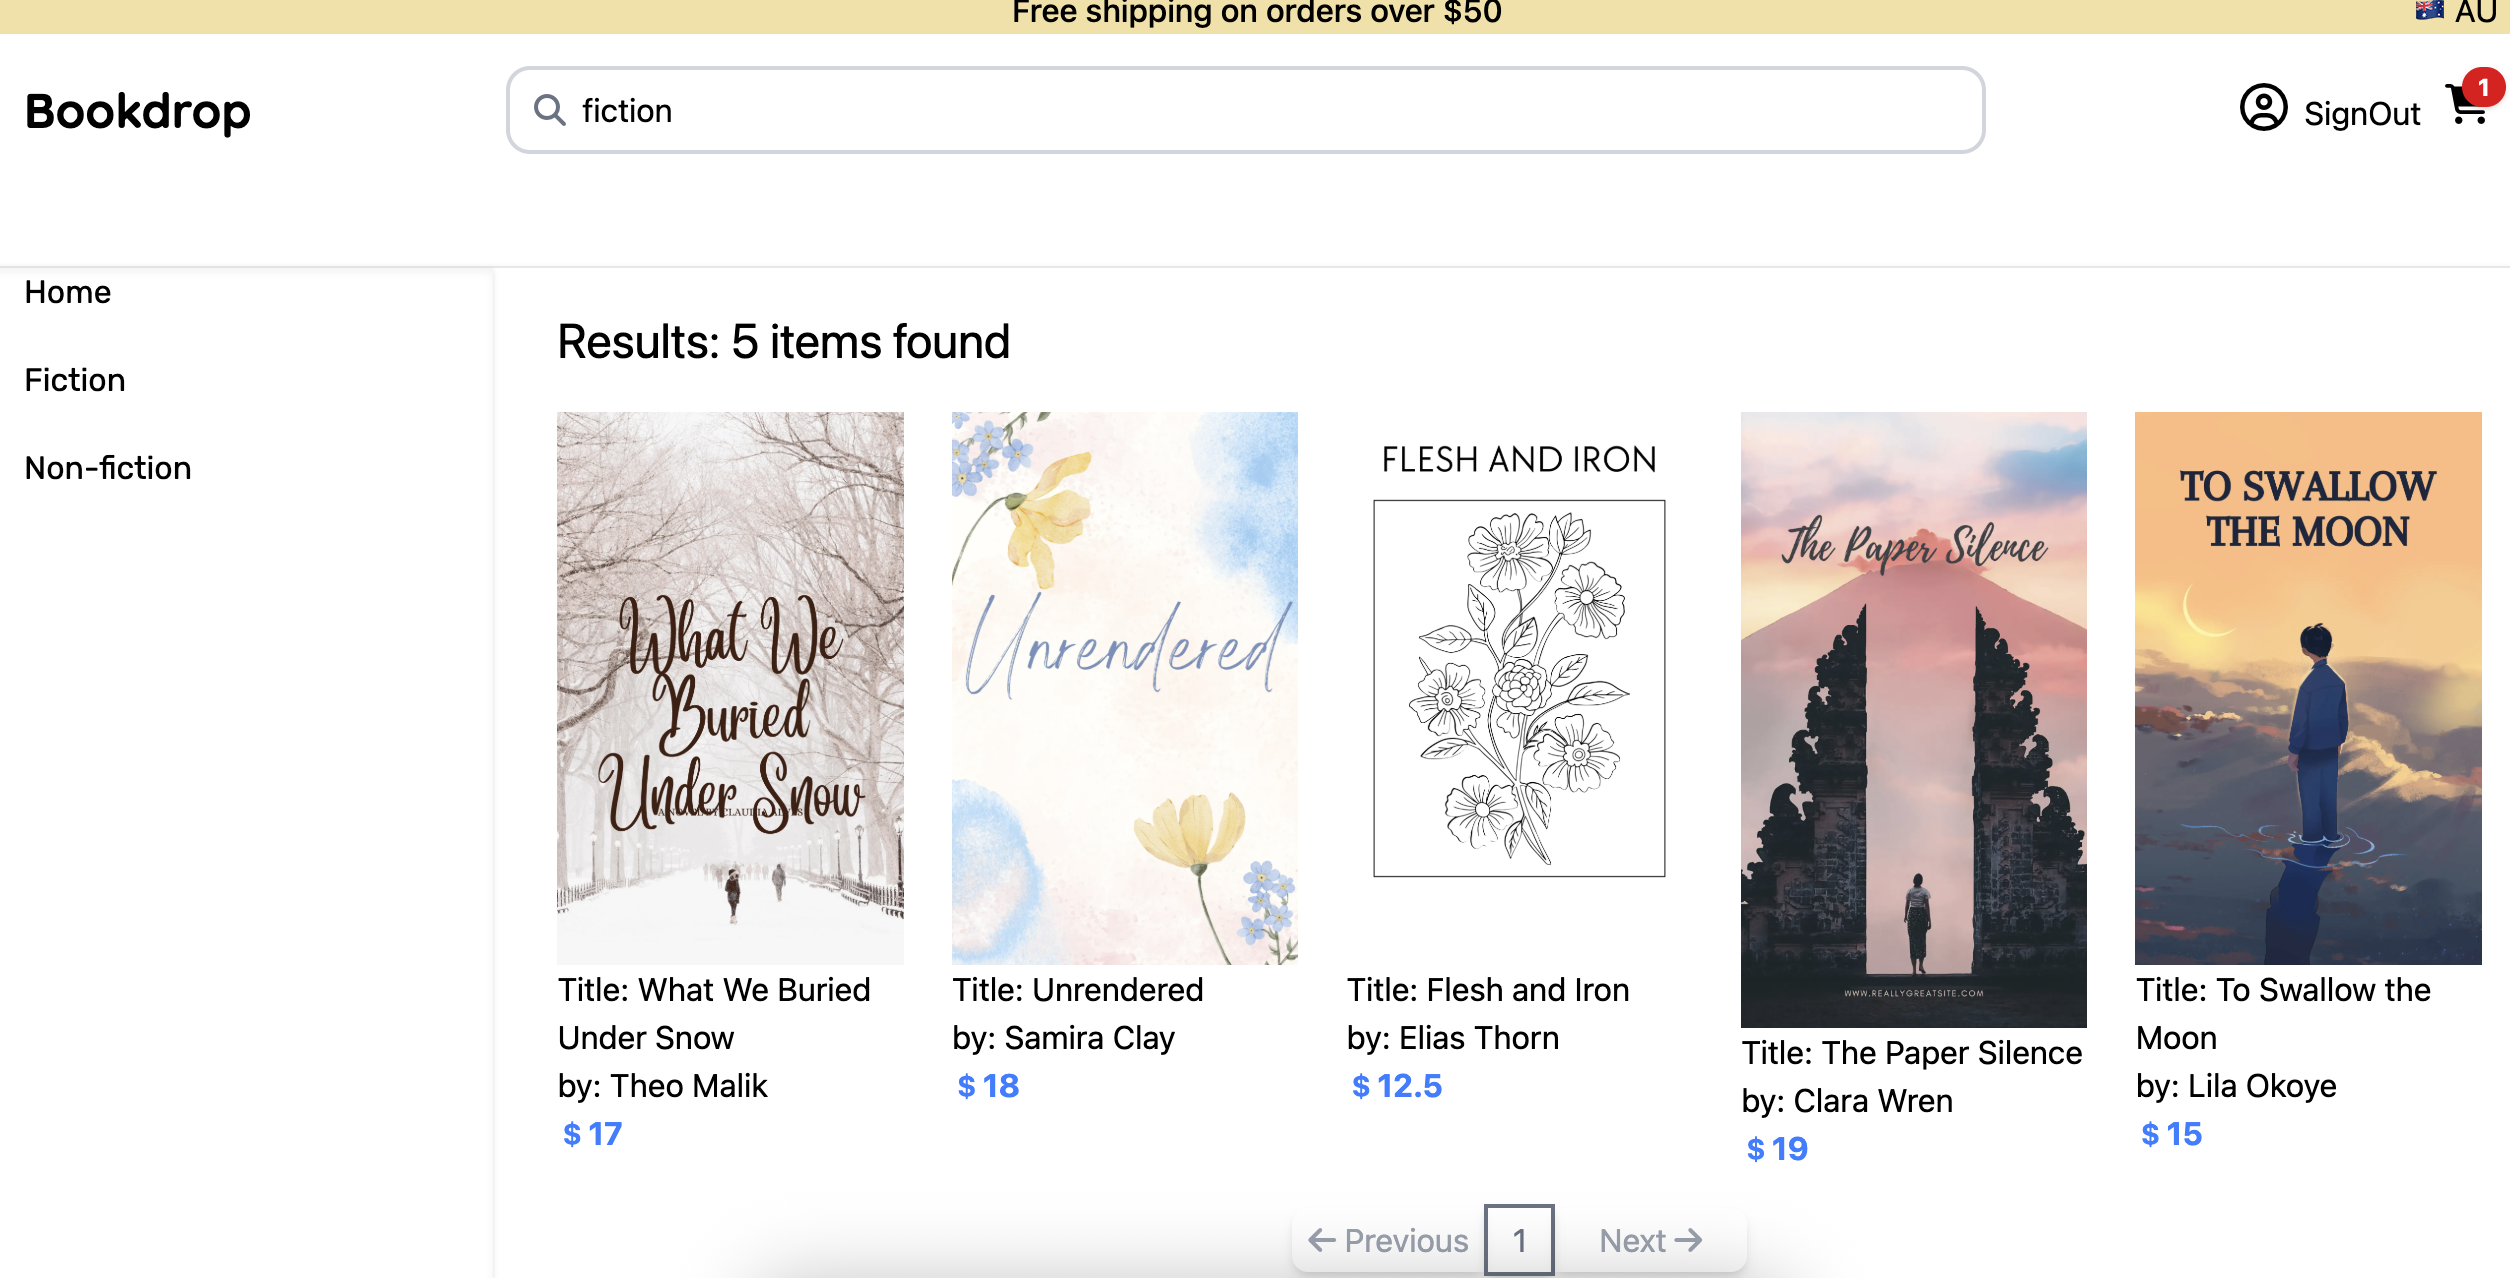 Free shipping on orders over $50
AU
Bookdrop
fiction
SignOut
1
Home
Fiction
Non-fiction
Results: 5 items found
What We
Buried
Under Snow
Title: What We Buried
Under Snow
by: Theo Malik
$ 17
Unrendered
Title: Unrendered
by: Samira Clay
$ 18
FLESH AND IRON
Title: Flesh and Iron
by: Elias Thorn
$ 12.5
The Paper Silence
WWW.REALLYGREATSITE.COM
Title: The Paper Silence
by: Clara Wren
$ 19
TO SWALLOW
THE MOON
Title: To Swallow the
Moon
by: Lila Okoye
$ 15
← Previous
1
Next →